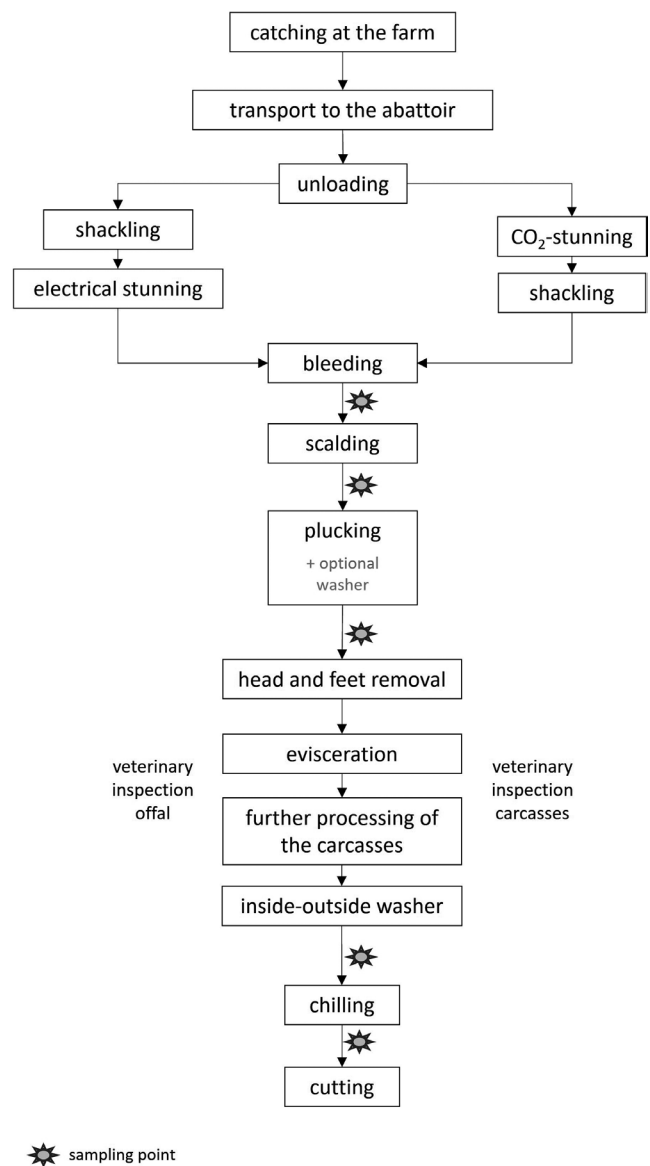 catching at the farm
transport to the abattoir
unloading
shackling
electrical stunning
CO₂-stunning
shackling
bleeding
scalding
plucking
+ optional
washer
head and feet removal
evisceration
veterinary
inspection
offal
veterinary
inspection
carcasses
further processing of
the carcasses
inside-outside washer
chilling
cutting
sampling point